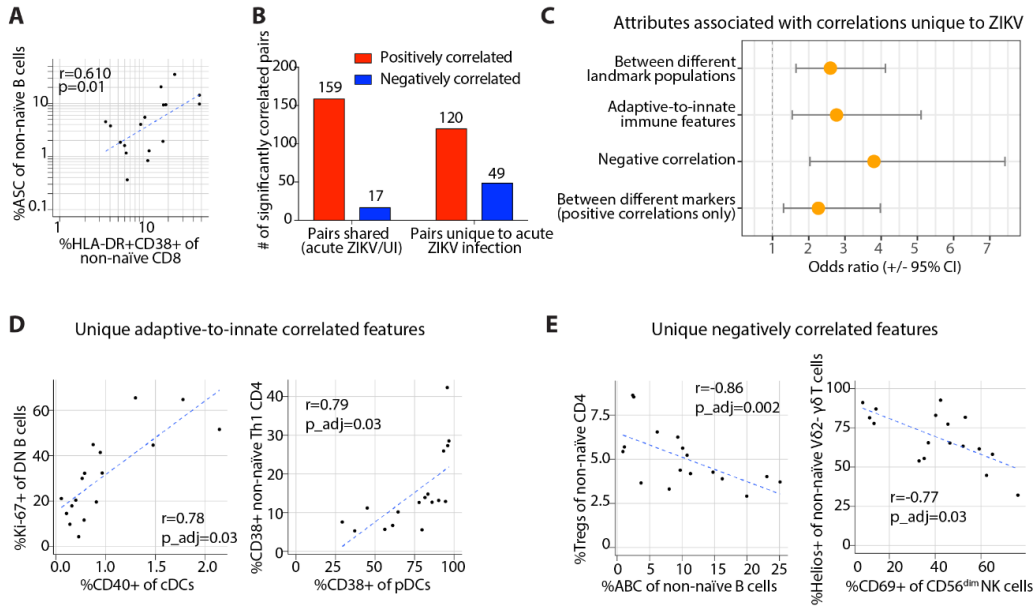 A
r=0.610
p=0.01
%ASC of non-naïve B cells
10
1
0.1
1
10
%HLA-DR+CD38+ of
non-naïve CD8
B
Positively correlated
Negatively correlated
# of significantly correlated pairs
200
150
100
50
0
159
17
120
49
Pairs shared
(acute ZIKV/UI)
Pairs unique to acute
ZIKV infection
C
Attributes associated with correlations unique to ZIKV
Between different
landmark populations
Adaptive-to-innate
immune features
Negative correlation
Between different markers
(positive correlations only)
1 2 3 4 5 6 7
Odds ratio (+/- 95% CI)
D
Unique adaptive-to-innate correlated features
%Ki-67+ of DN B cells
60
40
20
0
r=0.78
p_adj=0.03
0.0 0.5 1.0 1.5 2.0
%CD40+ of cDCs
%CD38+ non-naïve Th1 CD4
40
30
20
10
0
r=0.79
p_adj=0.03
0 25 50 75 100
%CD38+ of pDCs
E
Unique negatively correlated features
%Tregs of non-naïve CD4
7.5
5.0
2.5
0
r=-0.86
p_adj=0.002
0 5 10 15 20 25
%ABC of non-naïve B cells
%Helios+ of non-naïve Vδ2- γδ T cells
100
75
50
25
0
r=-0.77
p_adj=0.03
0 20 40 60
%CD69+ of CD56dim NK cells